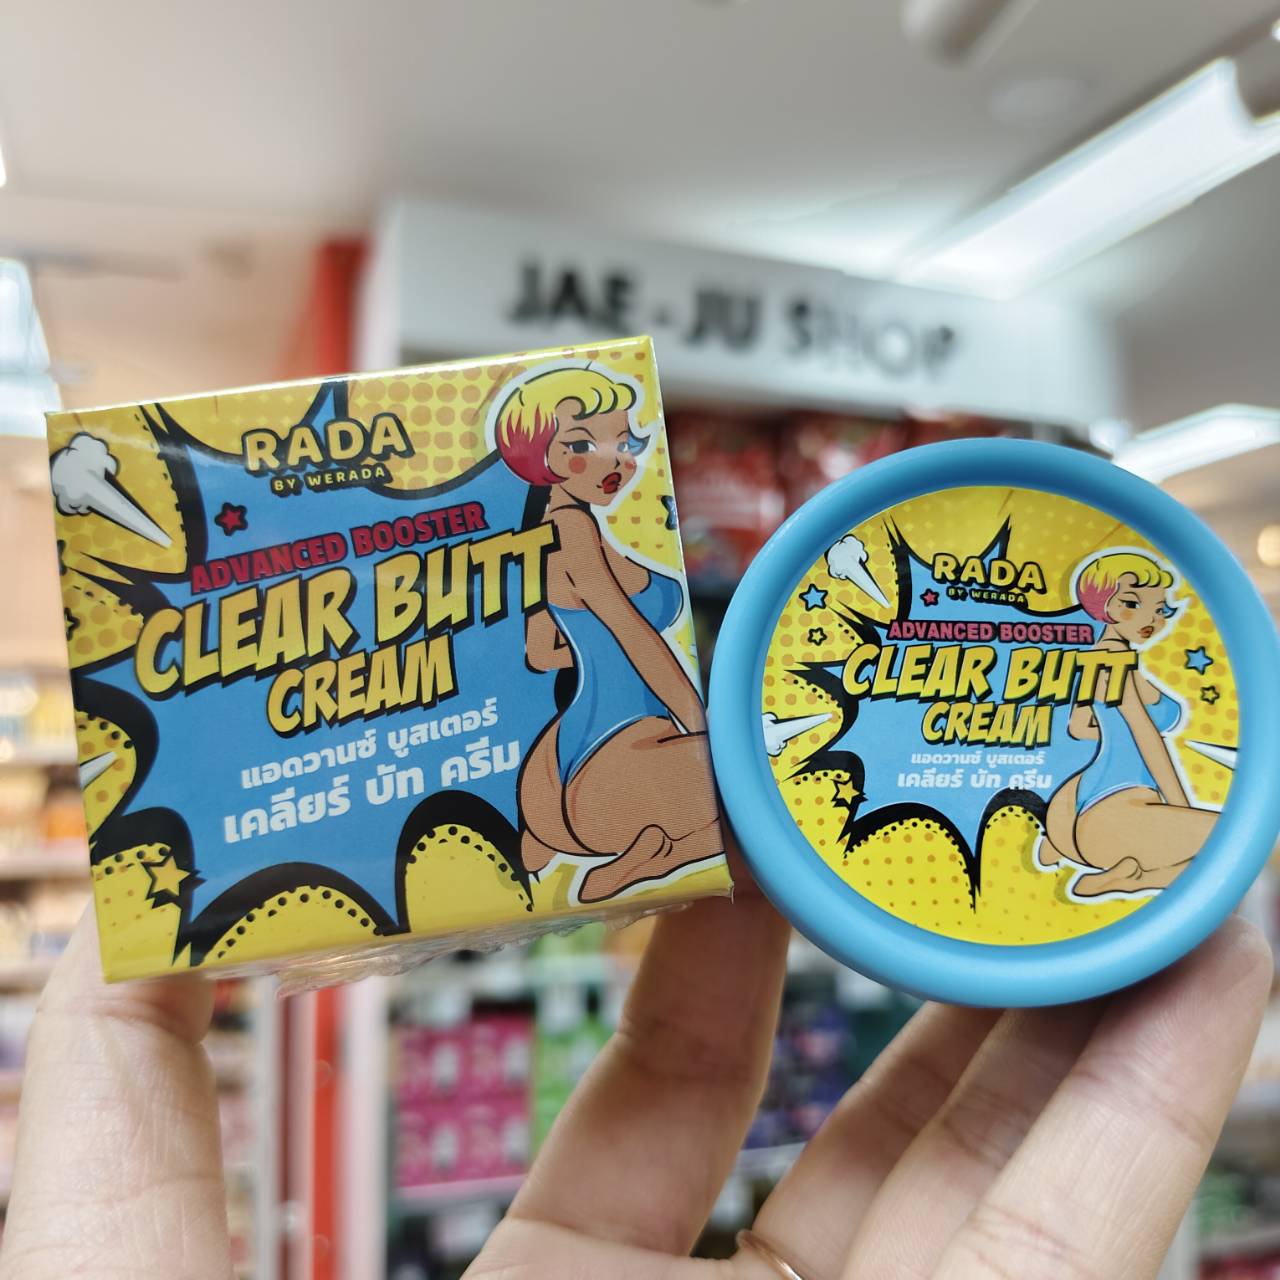 JAE-JU SHOP
RADA
BY WERADA
ADVANCED BOOSTER
CLEAR BUTT
CREAM
แอดวานซ์ บูสเตอร์
เคลียร์ บัท ครีม
RADA
BY WERADA
ADVANCED BOOSTER
CLEAR BUTT
CREAM
แอดวานซ์ บูสเตอร์
เคลียร์ บัท ครีม